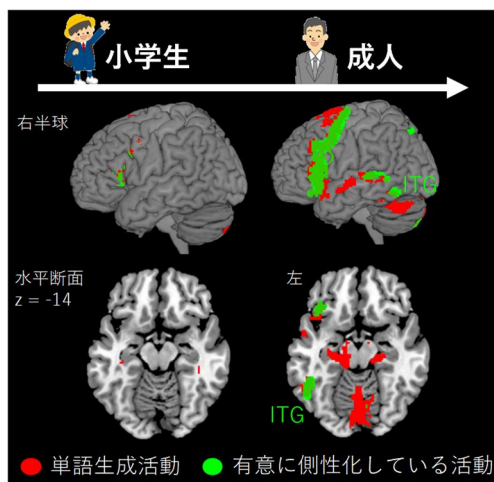 小学生
成人
右半球
ITG
水平断面
z = -14
左
ITG
単語生成活動
有意に側性化している活動